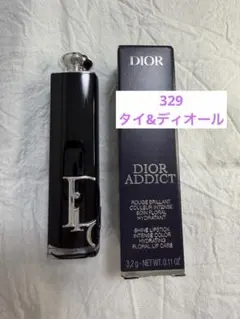 DIOR
329
タイ&ディオール
DIOR
ADDICT
ROUGE BRILLANT
COULEUR INTENSE
SOIN FLORAL
HYDRATANT
SHINE LIPSTICK
INTENSE COLOR
HYDRATING
FLORAL LIP CARE
3,2 g - NET WT. 0.11 OZ.